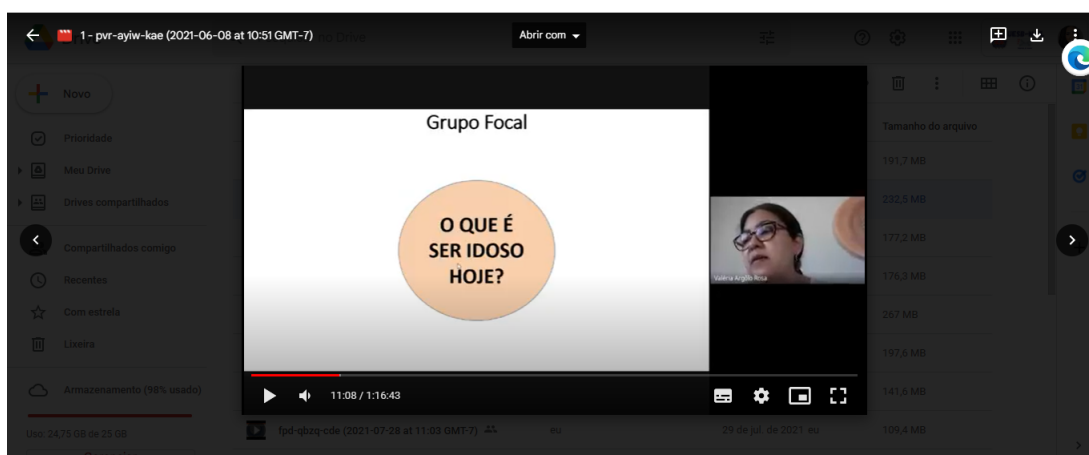 1 - pvr-ayiw-kae (2021-06-08 at 10:51 GMT-7)
Abrir com
Novo
Prioridade
Meu Drive
Drives compartilhados
Compartilhados comigo
Recentes
Com estrela
Lixeira
Armazenamento (98% usado)
Uso: 24,75 GB de 25 GB
Grupo Focal
O QUE É
SER IDOSO
HOJE?
Valéria Argôlo Rosa
11:08 / 1:16:43
Tamanho do arquivo
191,7 MB
232,5 MB
177,2 MB
176,3 MB
267 MB
197,6 MB
141,6 MB
fpd-qbzq-cde (2021-07-28 at 11:03 GMT-7)
eu
29 de jul. de 2021 eu
109,4 MB